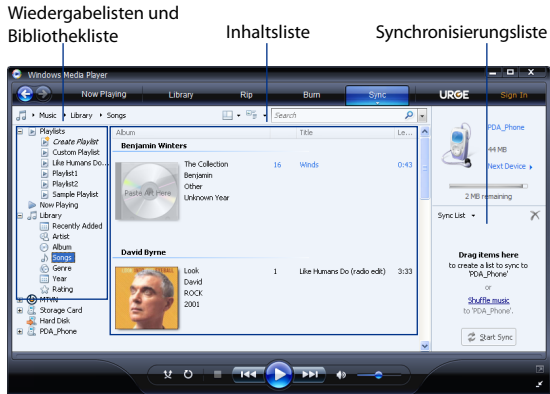 Wiedergabelisten und
Bibliothekliste
Inhaltsliste
Synchronisierungsliste
Windows Media Player
Now Playing
Library
Rip
Burn
Sync
URGE
Sign In
Music
Library
Songs
Search
Playlists
Create Playlist
Custom Playlist
Like Humans Do...
Playlist1
Playlist2
Sample Playlist
Now Playing
Library
Recently Added
Artist
Album
Songs
Genre
Year
Rating
MTVN
Storage Card
Hard Disk
PDA_Phone
Album
Title
Le...
Benjamin Winters
Paste Art Here
The Collection
Benjamin
Other
Unknown Year
16 Winds 0:43
David Byrne
Look
David
ROCK
2001
1 Like Humans Do (radio edit) 3:33
PDA_Phone
44 MB
Next Device
2 MB remaining
Sync List
Drag items here
to create a list to sync to
'PDA_Phone'
or
Shuffle music
to 'PDA_Phone'.
Start Sync